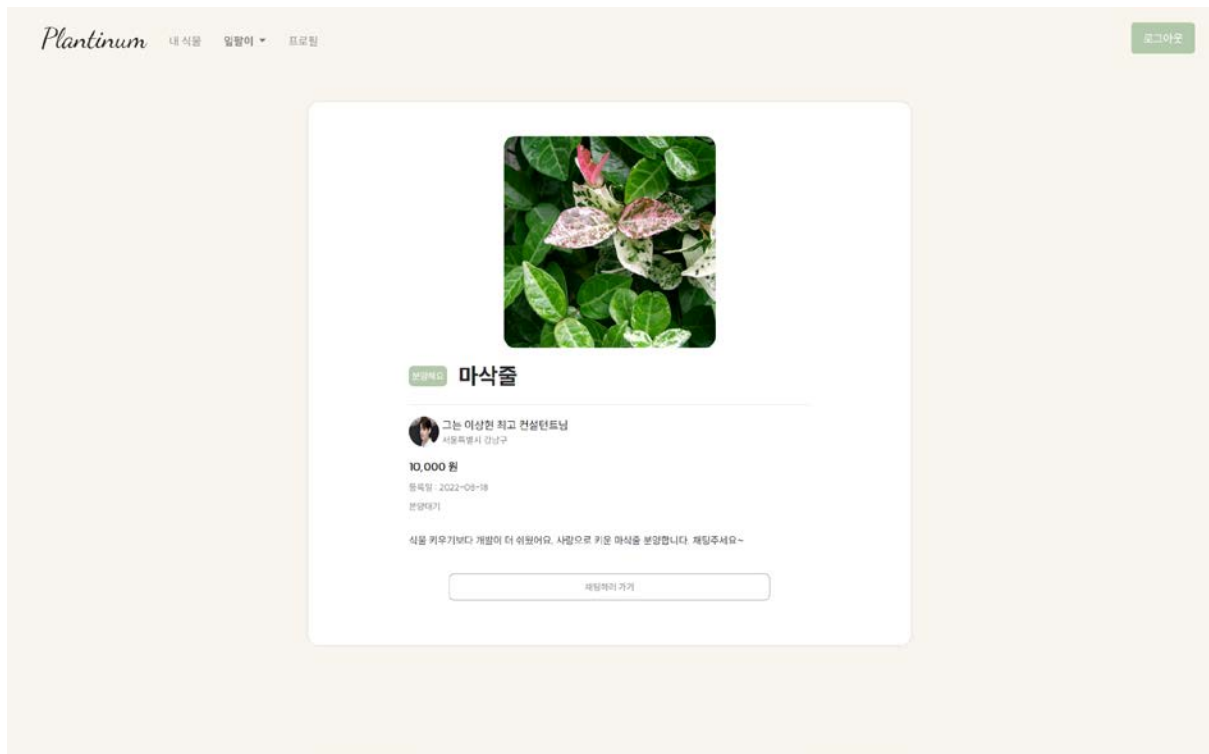 Plantinum 내 식물 잎팔이 프로필 로그아웃
분양해요 마삭줄
그는 이상현 최고 컨설턴트님
서울특별시 강남구
10,000 원
등록일 : 2022-08-18
분양대기
식물 키우기보다 개발이 더 쉬웠어요. 사랑으로 키운 마삭줄 분양합니다. 채팅주세요~
채팅하러 가기